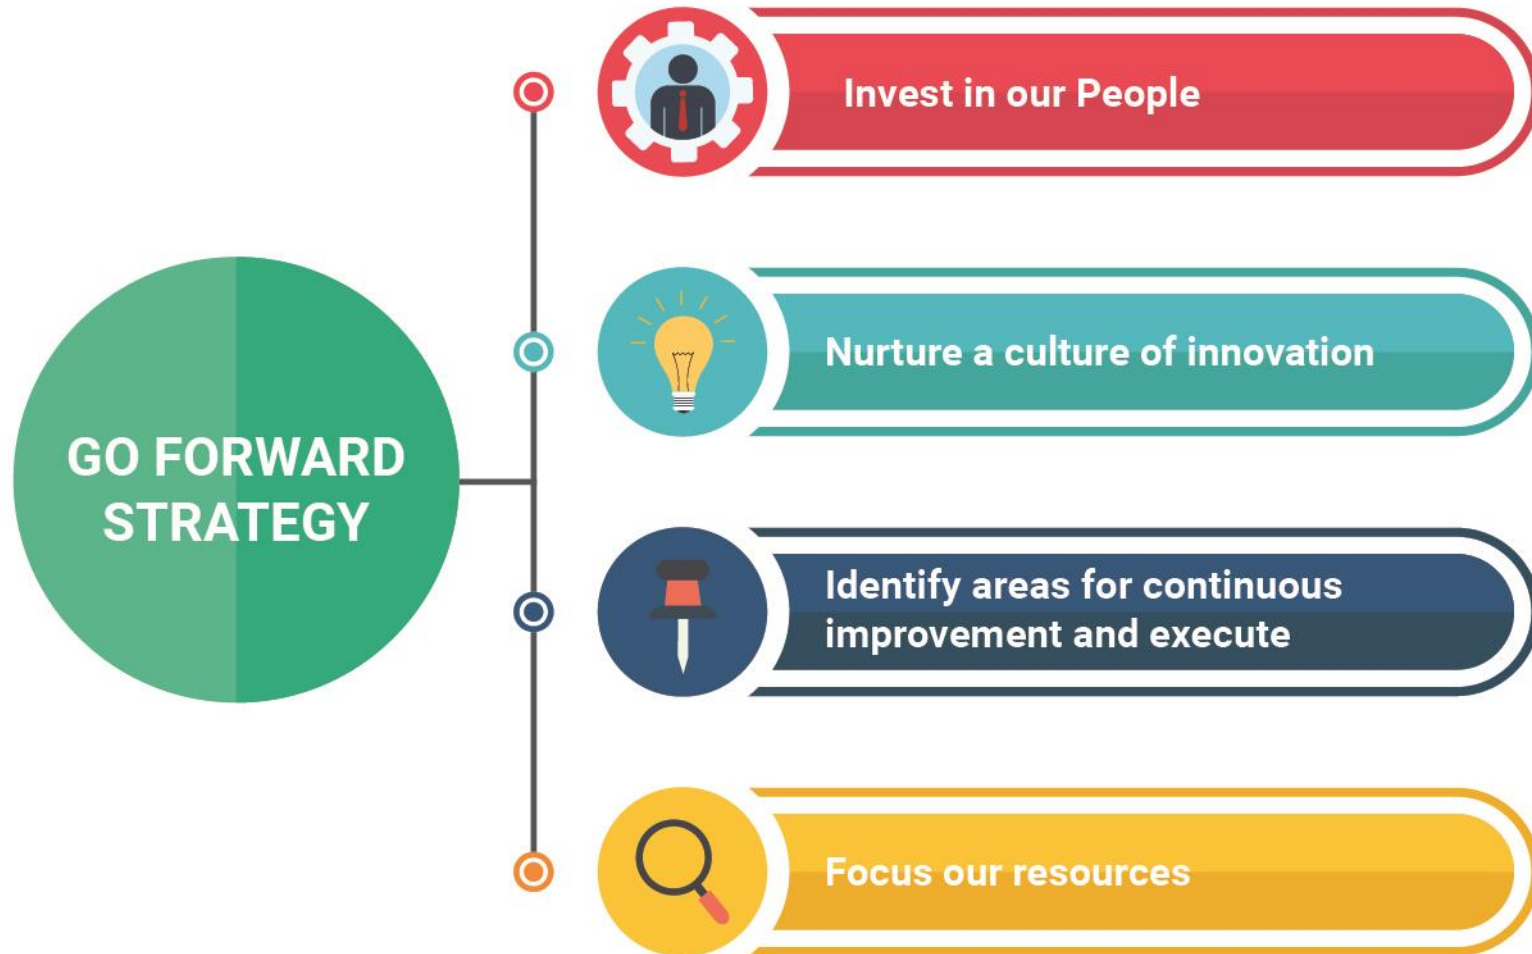 GO FORWARD
STRATEGY
Invest in our People
Nurture a culture of innovation
Identify areas for continuous
improvement and execute
Focus our resources